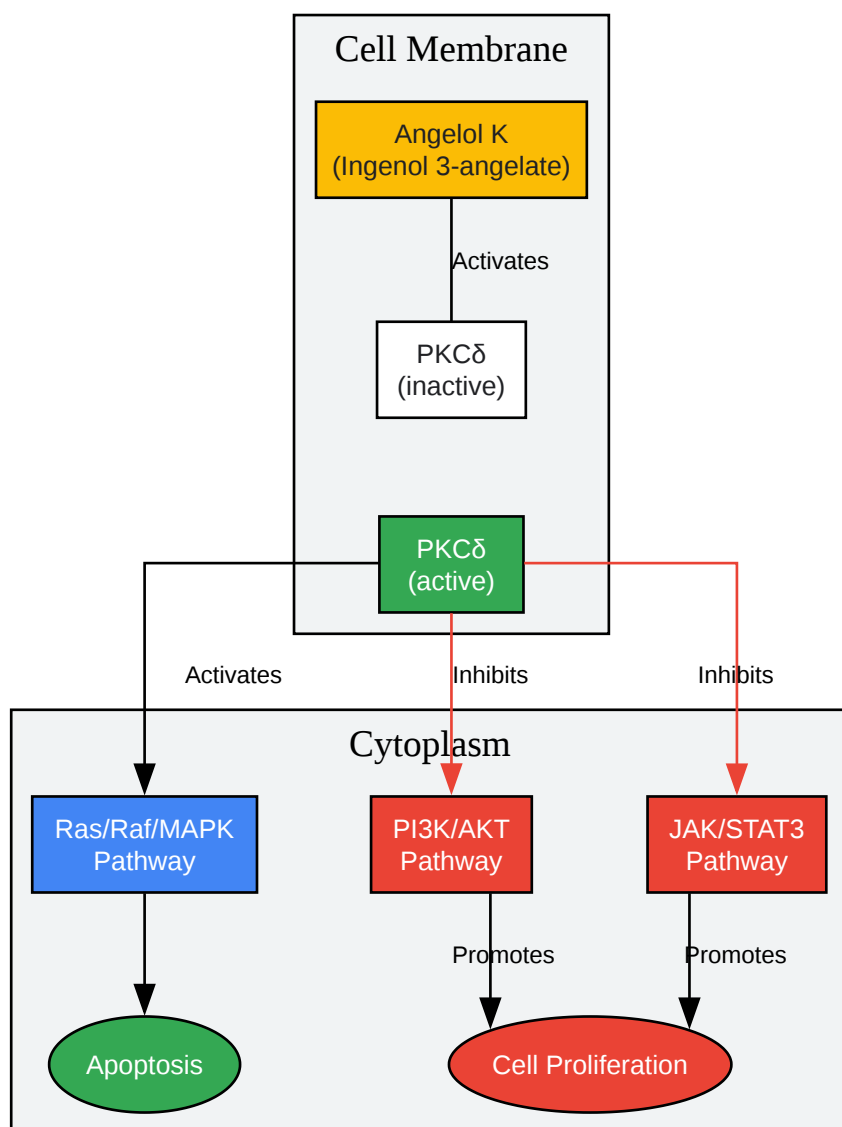 Cell Membrane
Angelol K
(Ingenol 3-angelate)
Activates
PKCδ
(inactive)
PKCδ
(active)
Activates
Inhibits
Inhibits
Cytoplasm
Ras/Raf/MAPK
Pathway
PI3K/AKT
Pathway
JAK/STAT3
Pathway
Promotes
Promotes
Apoptosis
Cell Proliferation